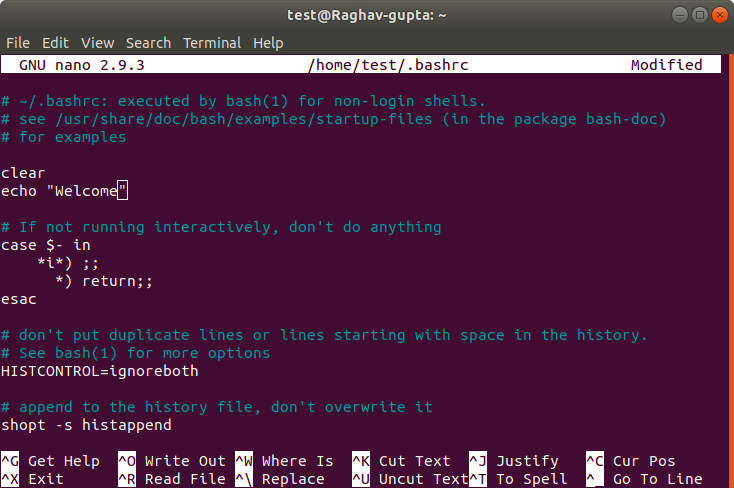 test@Raghav-gupta: ~
File Edit View Search Terminal Help
GNU nano 2.9.3 /home/test/.bashrc Modified
# ~/.bashrc: executed by bash(1) for non-login shells.
# see /usr/share/doc/bash/examples/startup-files (in the package bash-doc)
# for examples
clear
echo "Welcome"
# If not running interactively, don't do anything
case $- in
    *i*) ;;
      *) return;;
esac
# don't put duplicate lines or lines starting with space in the history.
# See bash(1) for more options
HISTCONTROL=ignoreboth
# append to the history file, don't overwrite it
shopt -s histappend
^G Get Help ^O Write Out ^W Where Is ^K Cut Text ^J Justify ^C Cur Pos
^X Exit ^R Read File ^\ Replace ^U Uncut Text ^T To Spell ^_ Go To Line